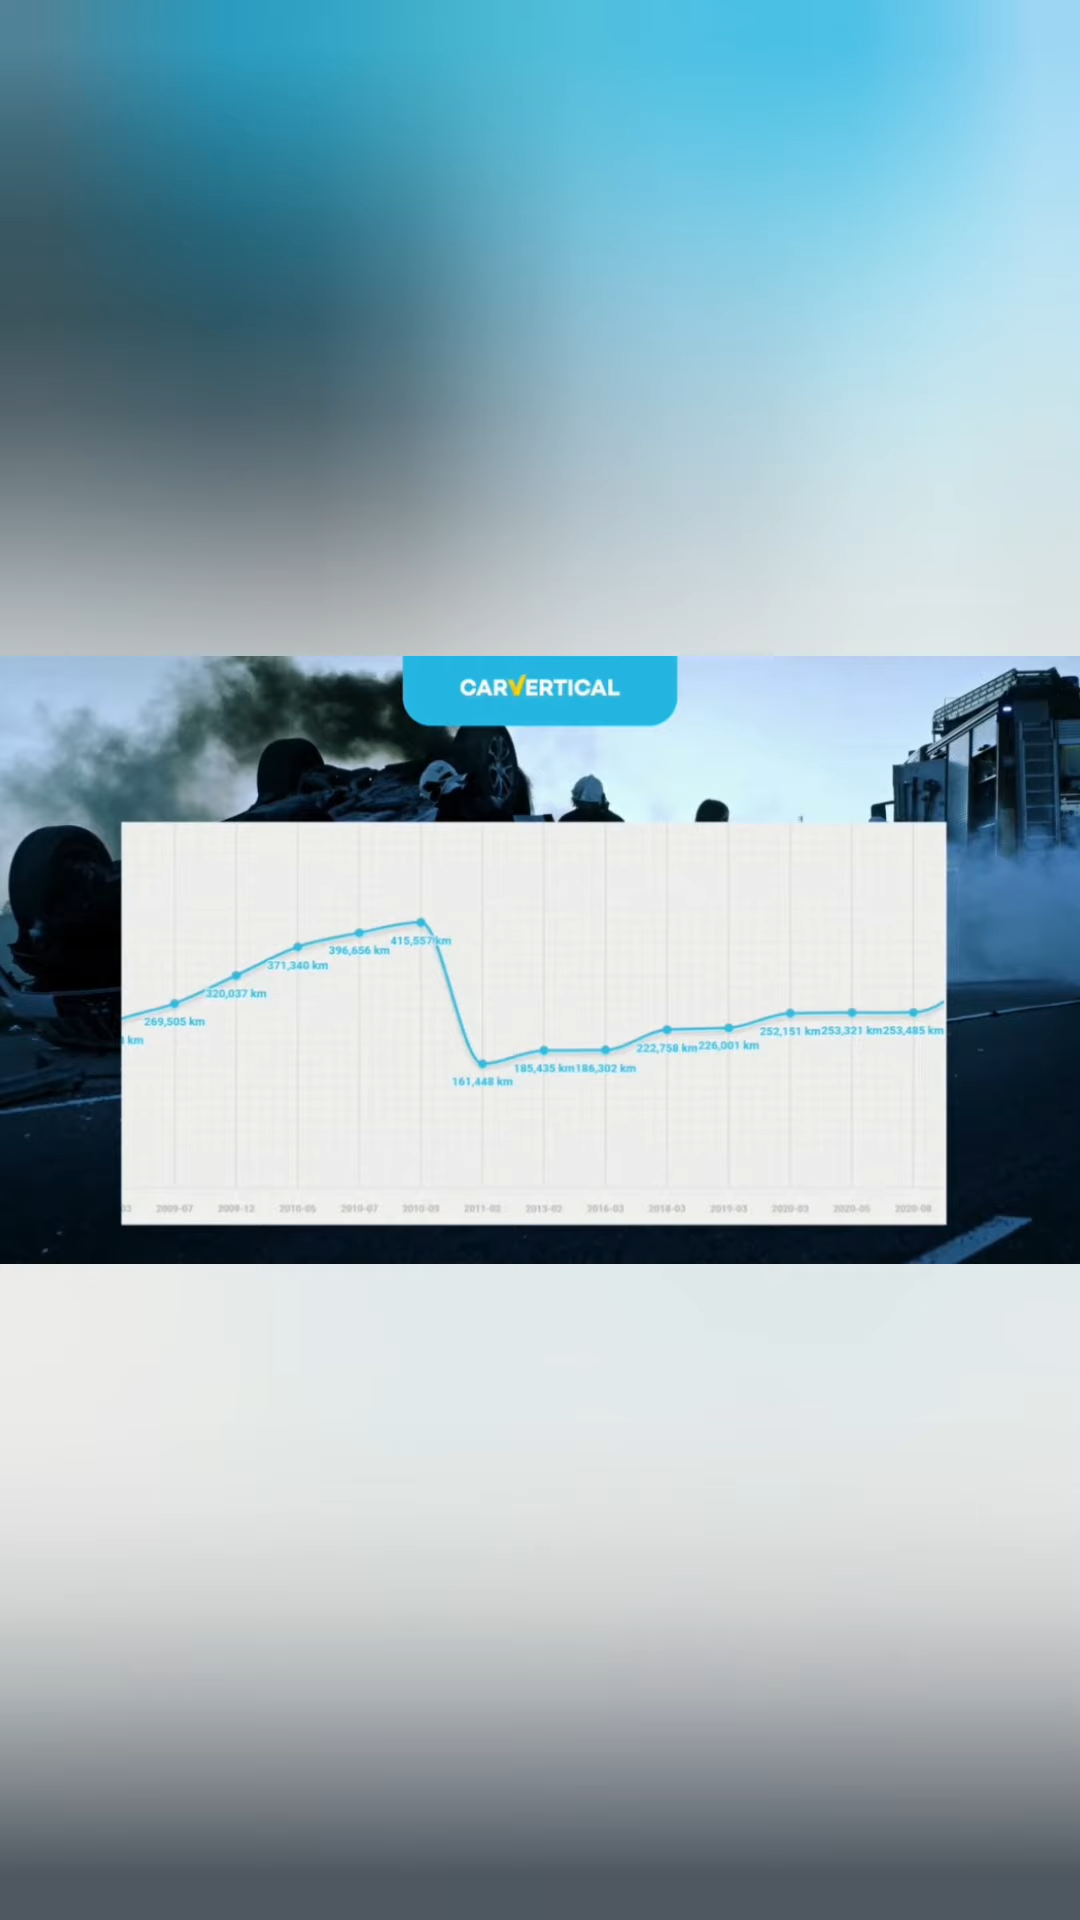 CARVERTICAL
415,557 km
396,656 km
371,340 km
320,037 km
269,505 km
km
252,151 km 253,321 km 253,485 km
222,758 km 226,001 km
185,435 km 186,302 km
161,448 km
03 2009-07 2009-12 2010-05 2010-07 2010-09 2011-02 2013-02 2016-03 2018-03 2019-03 2020-03 2020-05 2020-08